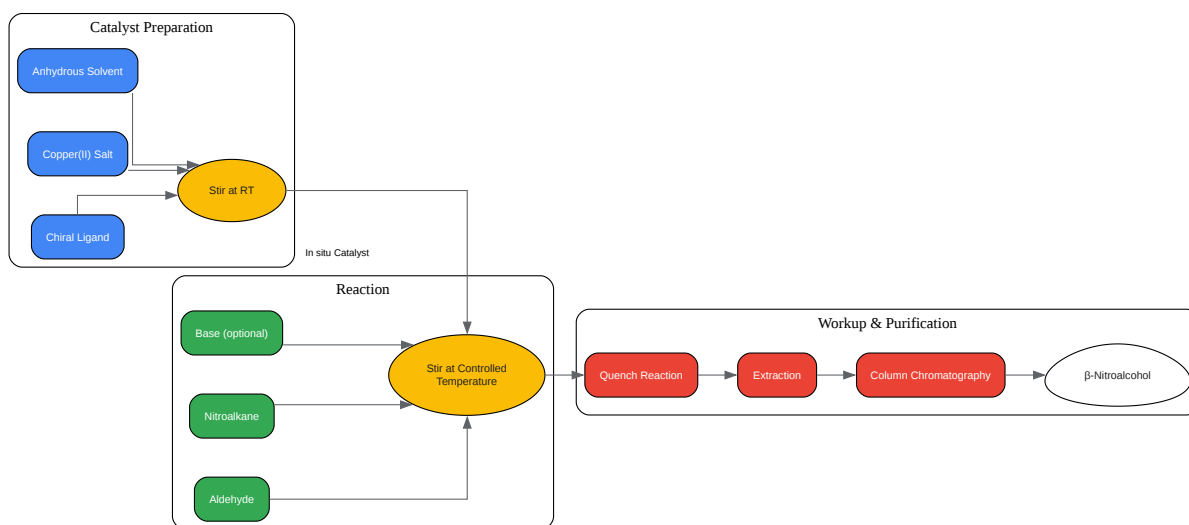 Catalyst Preparation
Anhydrous Solvent
Copper(II) Salt
Stir at RT
Chiral Ligand
In situ Catalyst
Reaction
Base (optional)
Stir at Controlled
Temperature
Nitroalkane
Aldehyde
Workup & Purification
Quench Reaction
Extraction
Column Chromatography
β-Nitroalcohol